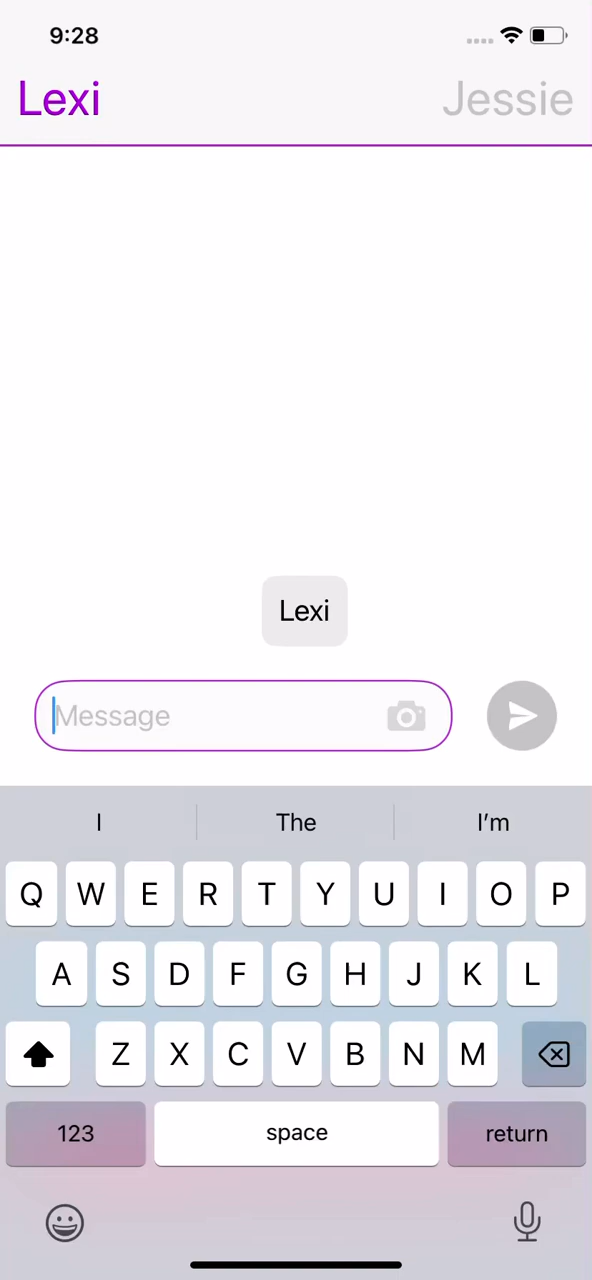 9:28
Lexi Jessie
Lexi
Message
I The I'm
Q W E R T Y U I O P
A S D F G H J K L
Z X C V B N M
123 space return